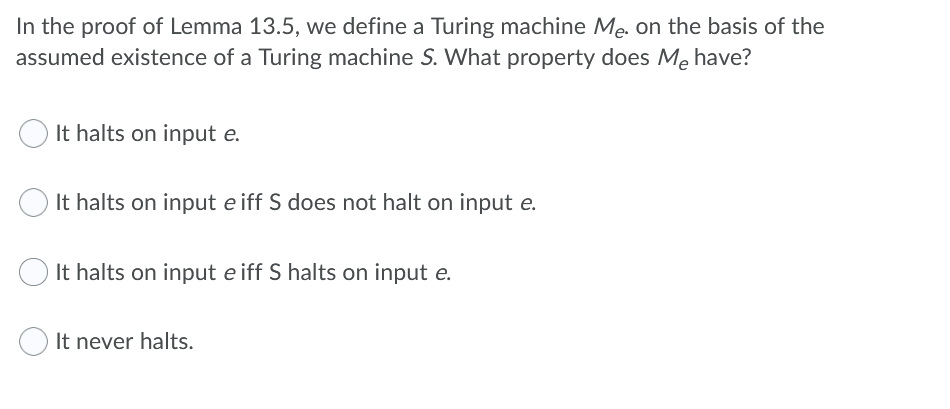 In the proof of Lemma 13.5, we define a Turing machine Me. on the basis of the
assumed existence of a Turing machine S. What property does Me have?
It halts on input e.
It halts on input e iff S does not halt on input e.
It halts on input e iff S halts on input e.
It never halts.